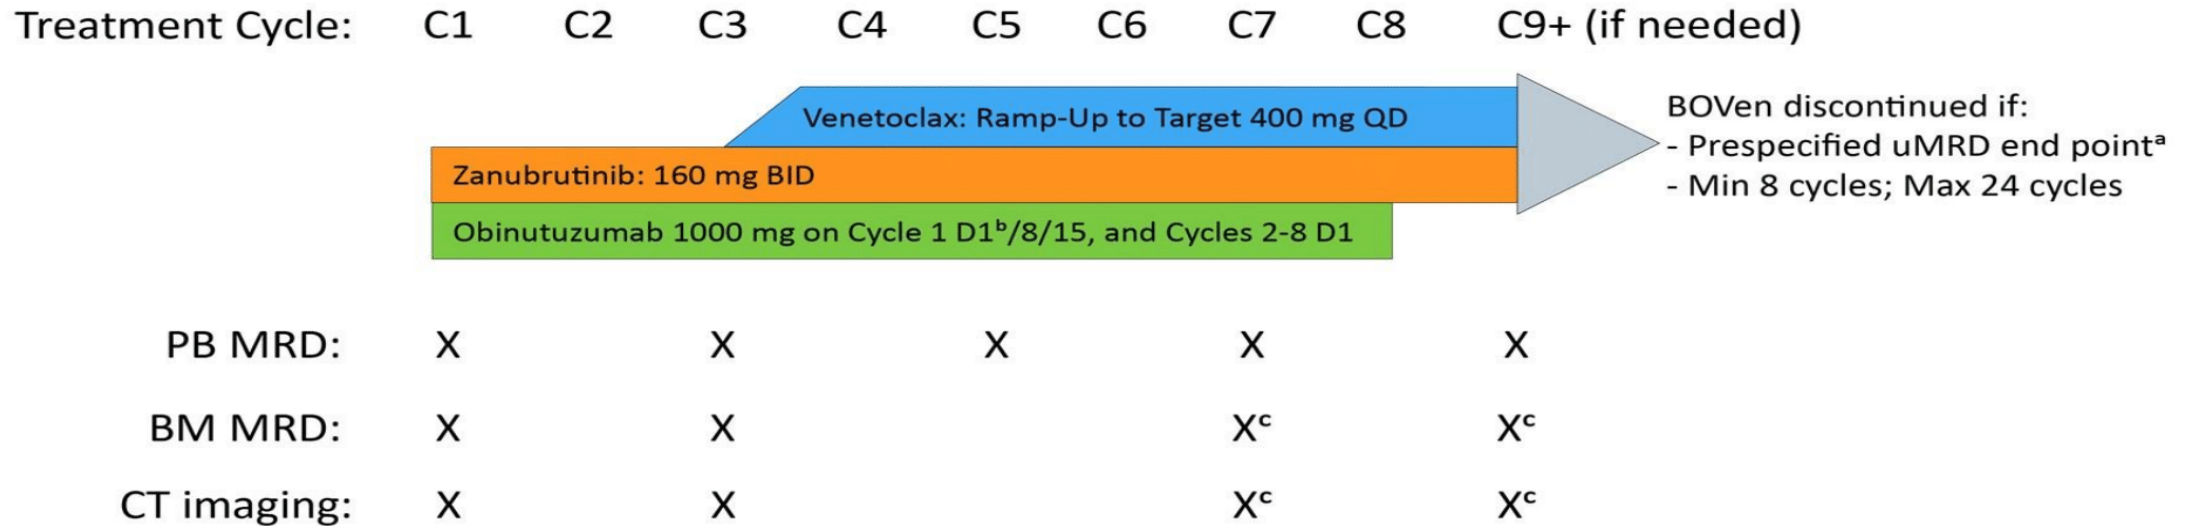 Treatment Cycle: C1 C2 C3 C4 C5 C6 C7 C8 C9+ (if needed)
Venetoclax: Ramp-Up to Target 400 mg QD
Zanubrutinib: 160 mg BID
Obinutuzumab 1000 mg on Cycle 1 D1ᵇ/8/15, and Cycles 2-8 D1
BOVen discontinued if:
- Prespecified uMRD end pointᵃ
- Min 8 cycles; Max 24 cycles
PB MRD: X X X X X
BM MRD: X X Xᶜ Xᶜ
CT imaging: X X Xᶜ Xᶜ